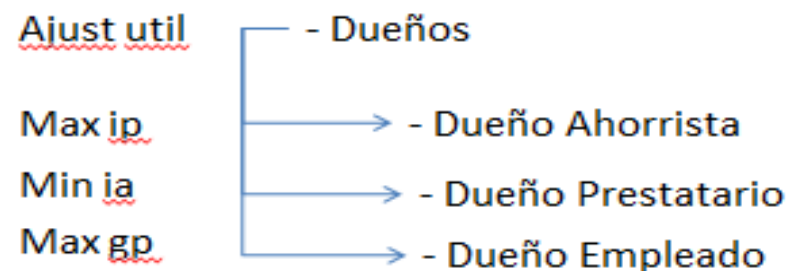 Ajust util - Dueños
Max ip - Dueño Ahorrista
Min ia - Dueño Prestatario
Max gp - Dueño Empleado